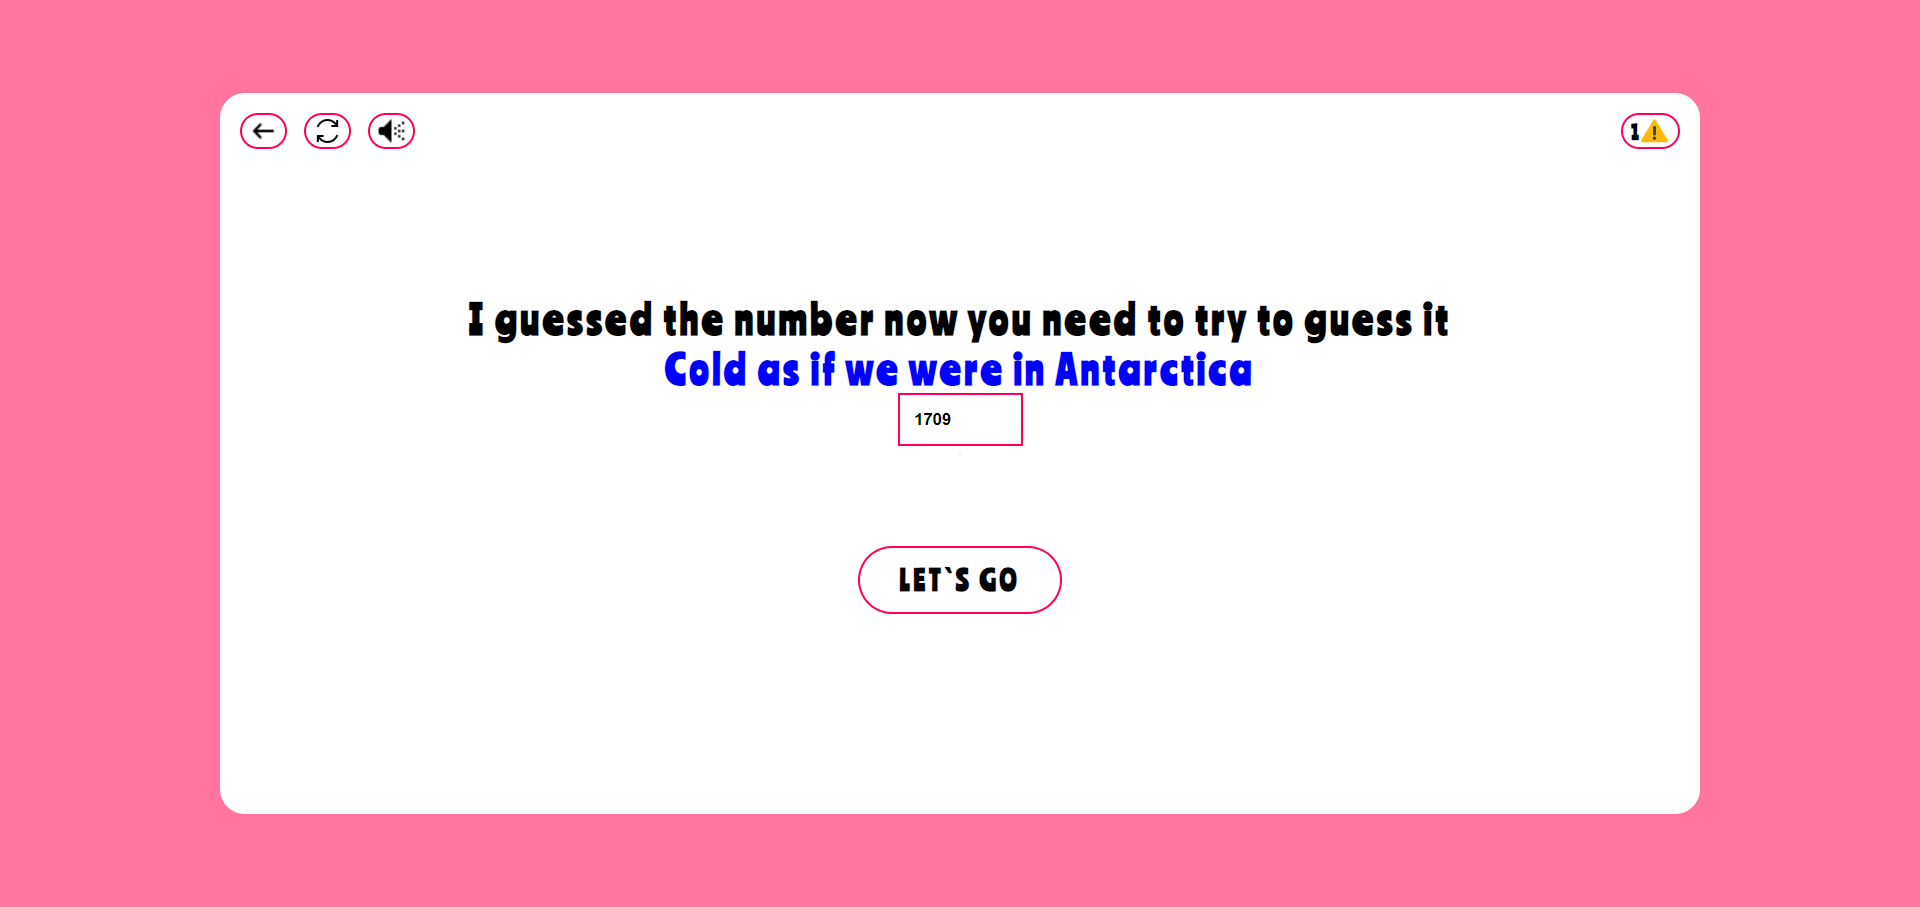 1
I guessed the number now you need to try to guess it
Cold as if we were in Antarctica
1709
LET`S GO